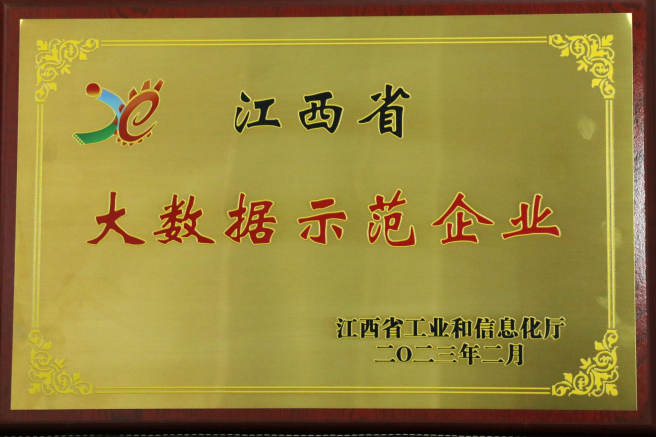 江西省
大数据示范企业
江西省工业和信息化厅
二〇二三年二月